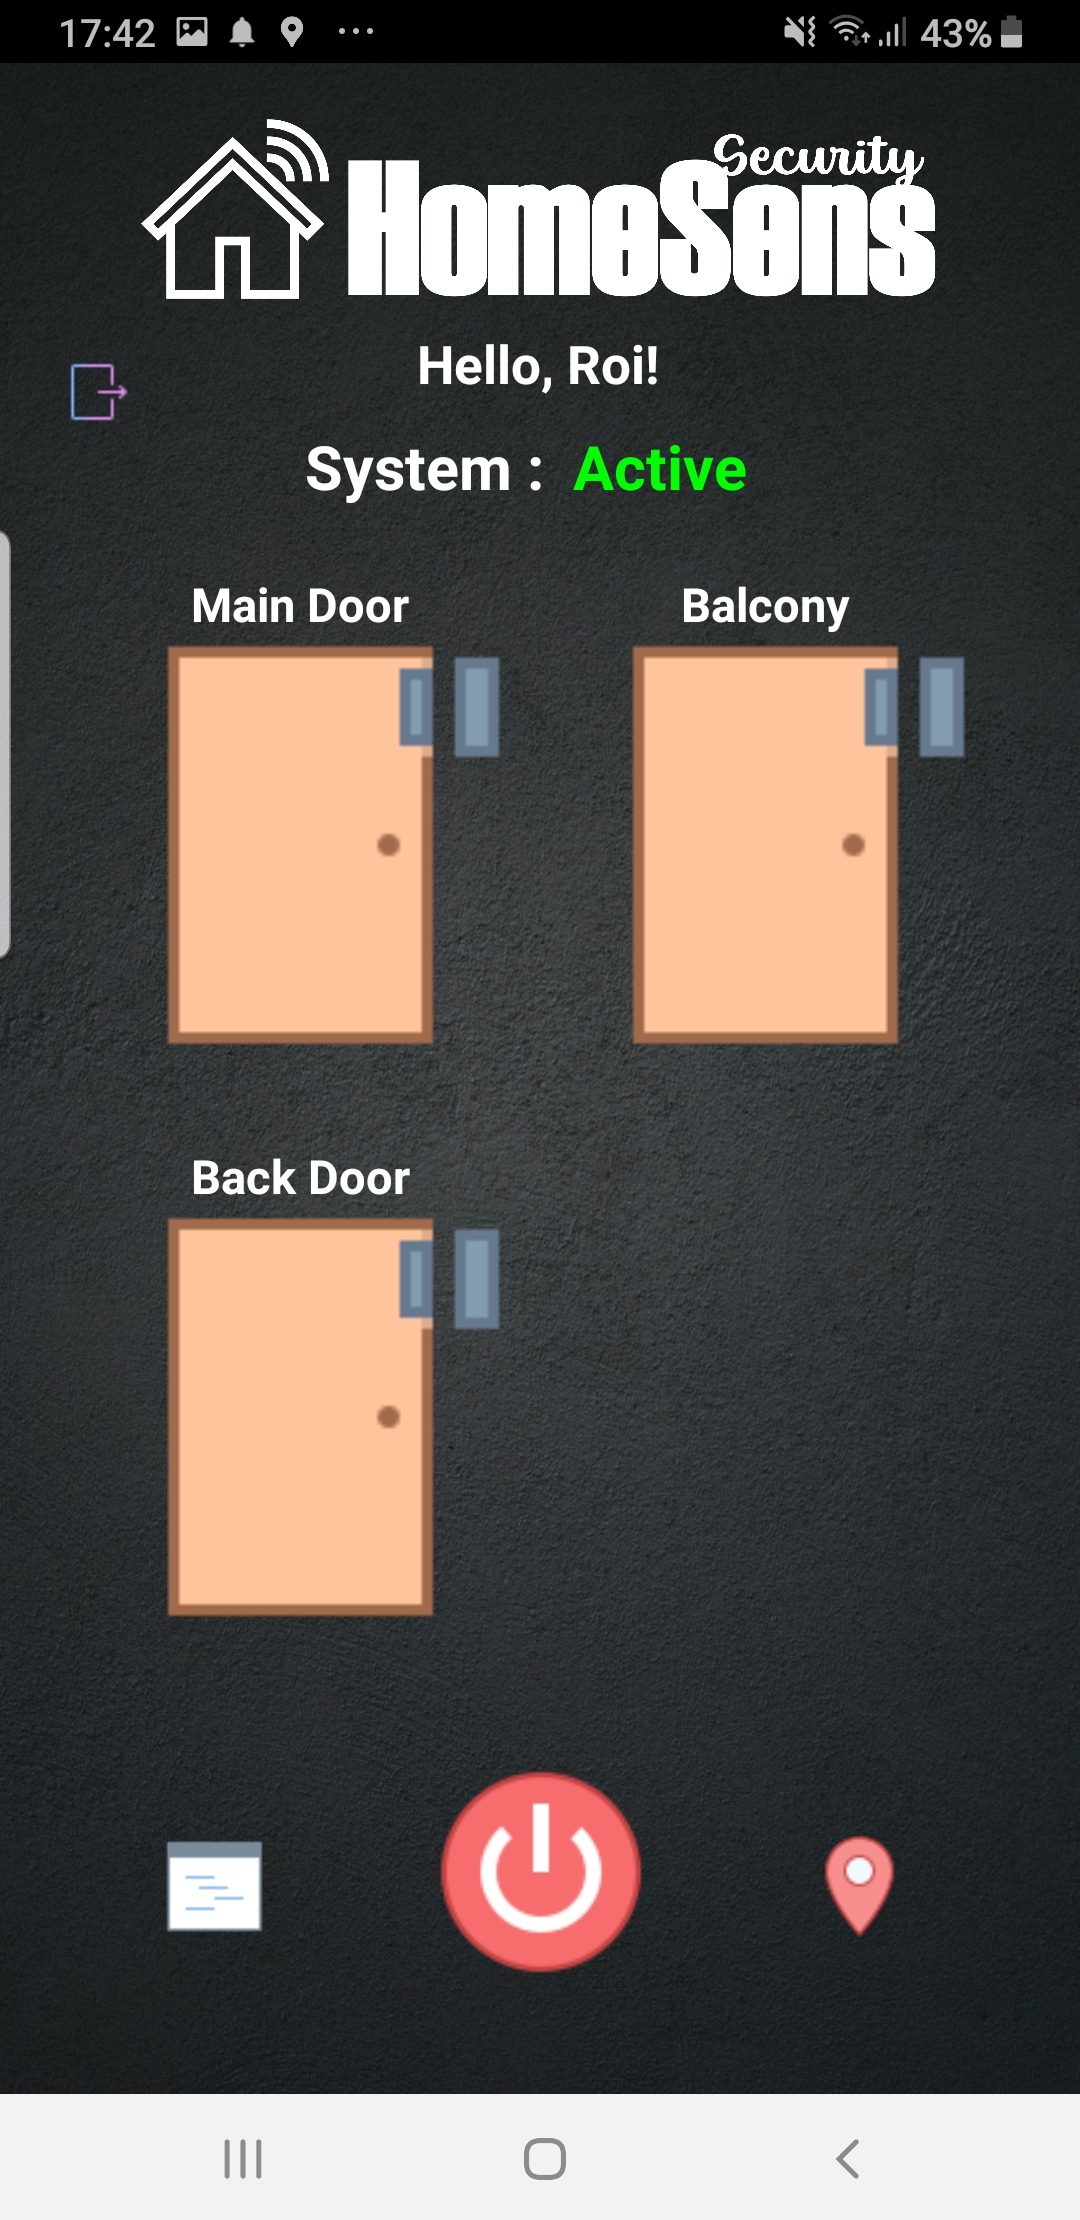 17:42 43%
Security
HomeSens
Hello, Roi!
System : Active
Main Door Balcony
Back Door